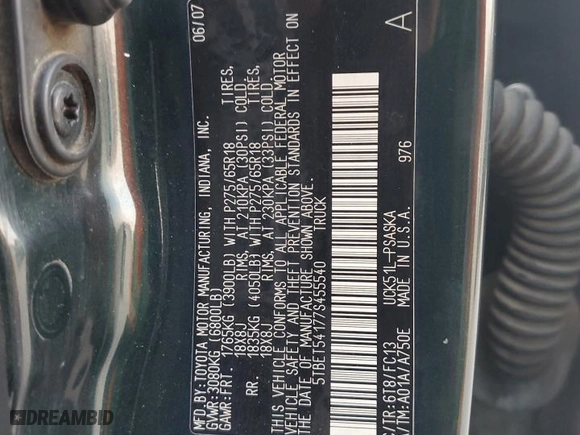 MFD.BY:TOYOTA MOTOR MANUFACTURING, INDIANA, INC. 06/07
GVWR:3080KG (6800LB)
GAWR:FRT. 1765KG (3900LB) WITH P275/65R18 TIRES,
18X8J RIMS, AT 210KPA (30PSI) COLD.
RR. 1835KG (4050LB) WITH P275/65R18 TIRES,
18X8J RIMS, AT 230KPA (33PSI) COLD.
THIS VEHICLE CONFORMS TO ALL APPLICABLE FEDERAL MOTOR
VEHICLE SAFETY AND THEFT PREVENTION STANDARDS IN EFFECT ON
THE DATE OF MANUFACTURE SHOWN ABOVE.
5TBET54177S455540 TRUCK
A
976
/TR:6T8/FC13 UCK51L-PSASKA
/TM:A01A/A750E MADE IN U.S.A.
DREAMBID